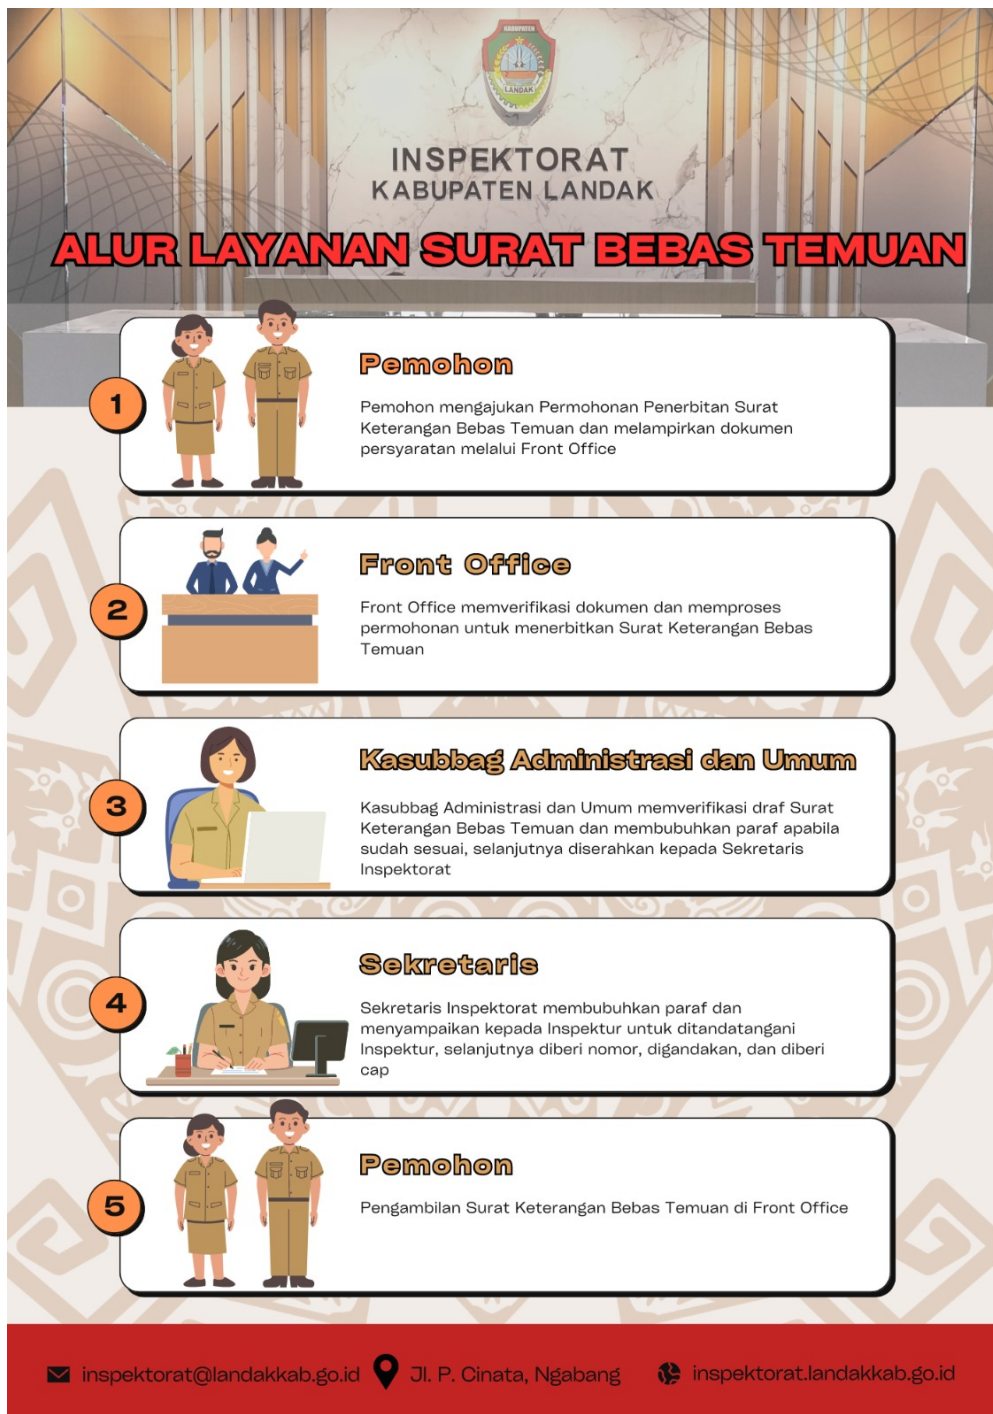 KABUPATEN
LANDAK
INSPEKTORAT
KABUPATEN LANDAK
ALUR LAYANAN SURAT BEBAS TEMUAN
1
Pemohon
Pemohon mengajukan Permohonan Penerbitan Surat
Keterangan Bebas Temuan dan melampirkan dokumen
persyaratan melalui Front Office
2
Front Office
Front Office memverifikasi dokumen dan memproses
permohonan untuk menerbitkan Surat Keterangan Bebas
Temuan
3
Kasubbag Administrasi dan Umum
Kasubbag Administrasi dan Umum memverifikasi draf Surat
Keterangan Bebas Temuan dan membubuhkan paraf apabila
sudah sesuai, selanjutnya diserahkan kepada Sekretaris
Inspektorat
4
Sekretaris
Sekretaris Inspektorat membubuhkan paraf dan
menyampaikan kepada Inspektur untuk ditandatangani
Inspektur, selanjutnya diberi nomor, digandakan, dan diberi
cap
5
Pemohon
Pengambilan Surat Keterangan Bebas Temuan di Front Office
inspektorat@landakkab.go.id
Jl. P. Cinata, Ngabang
inspektorat.landakkab.go.id